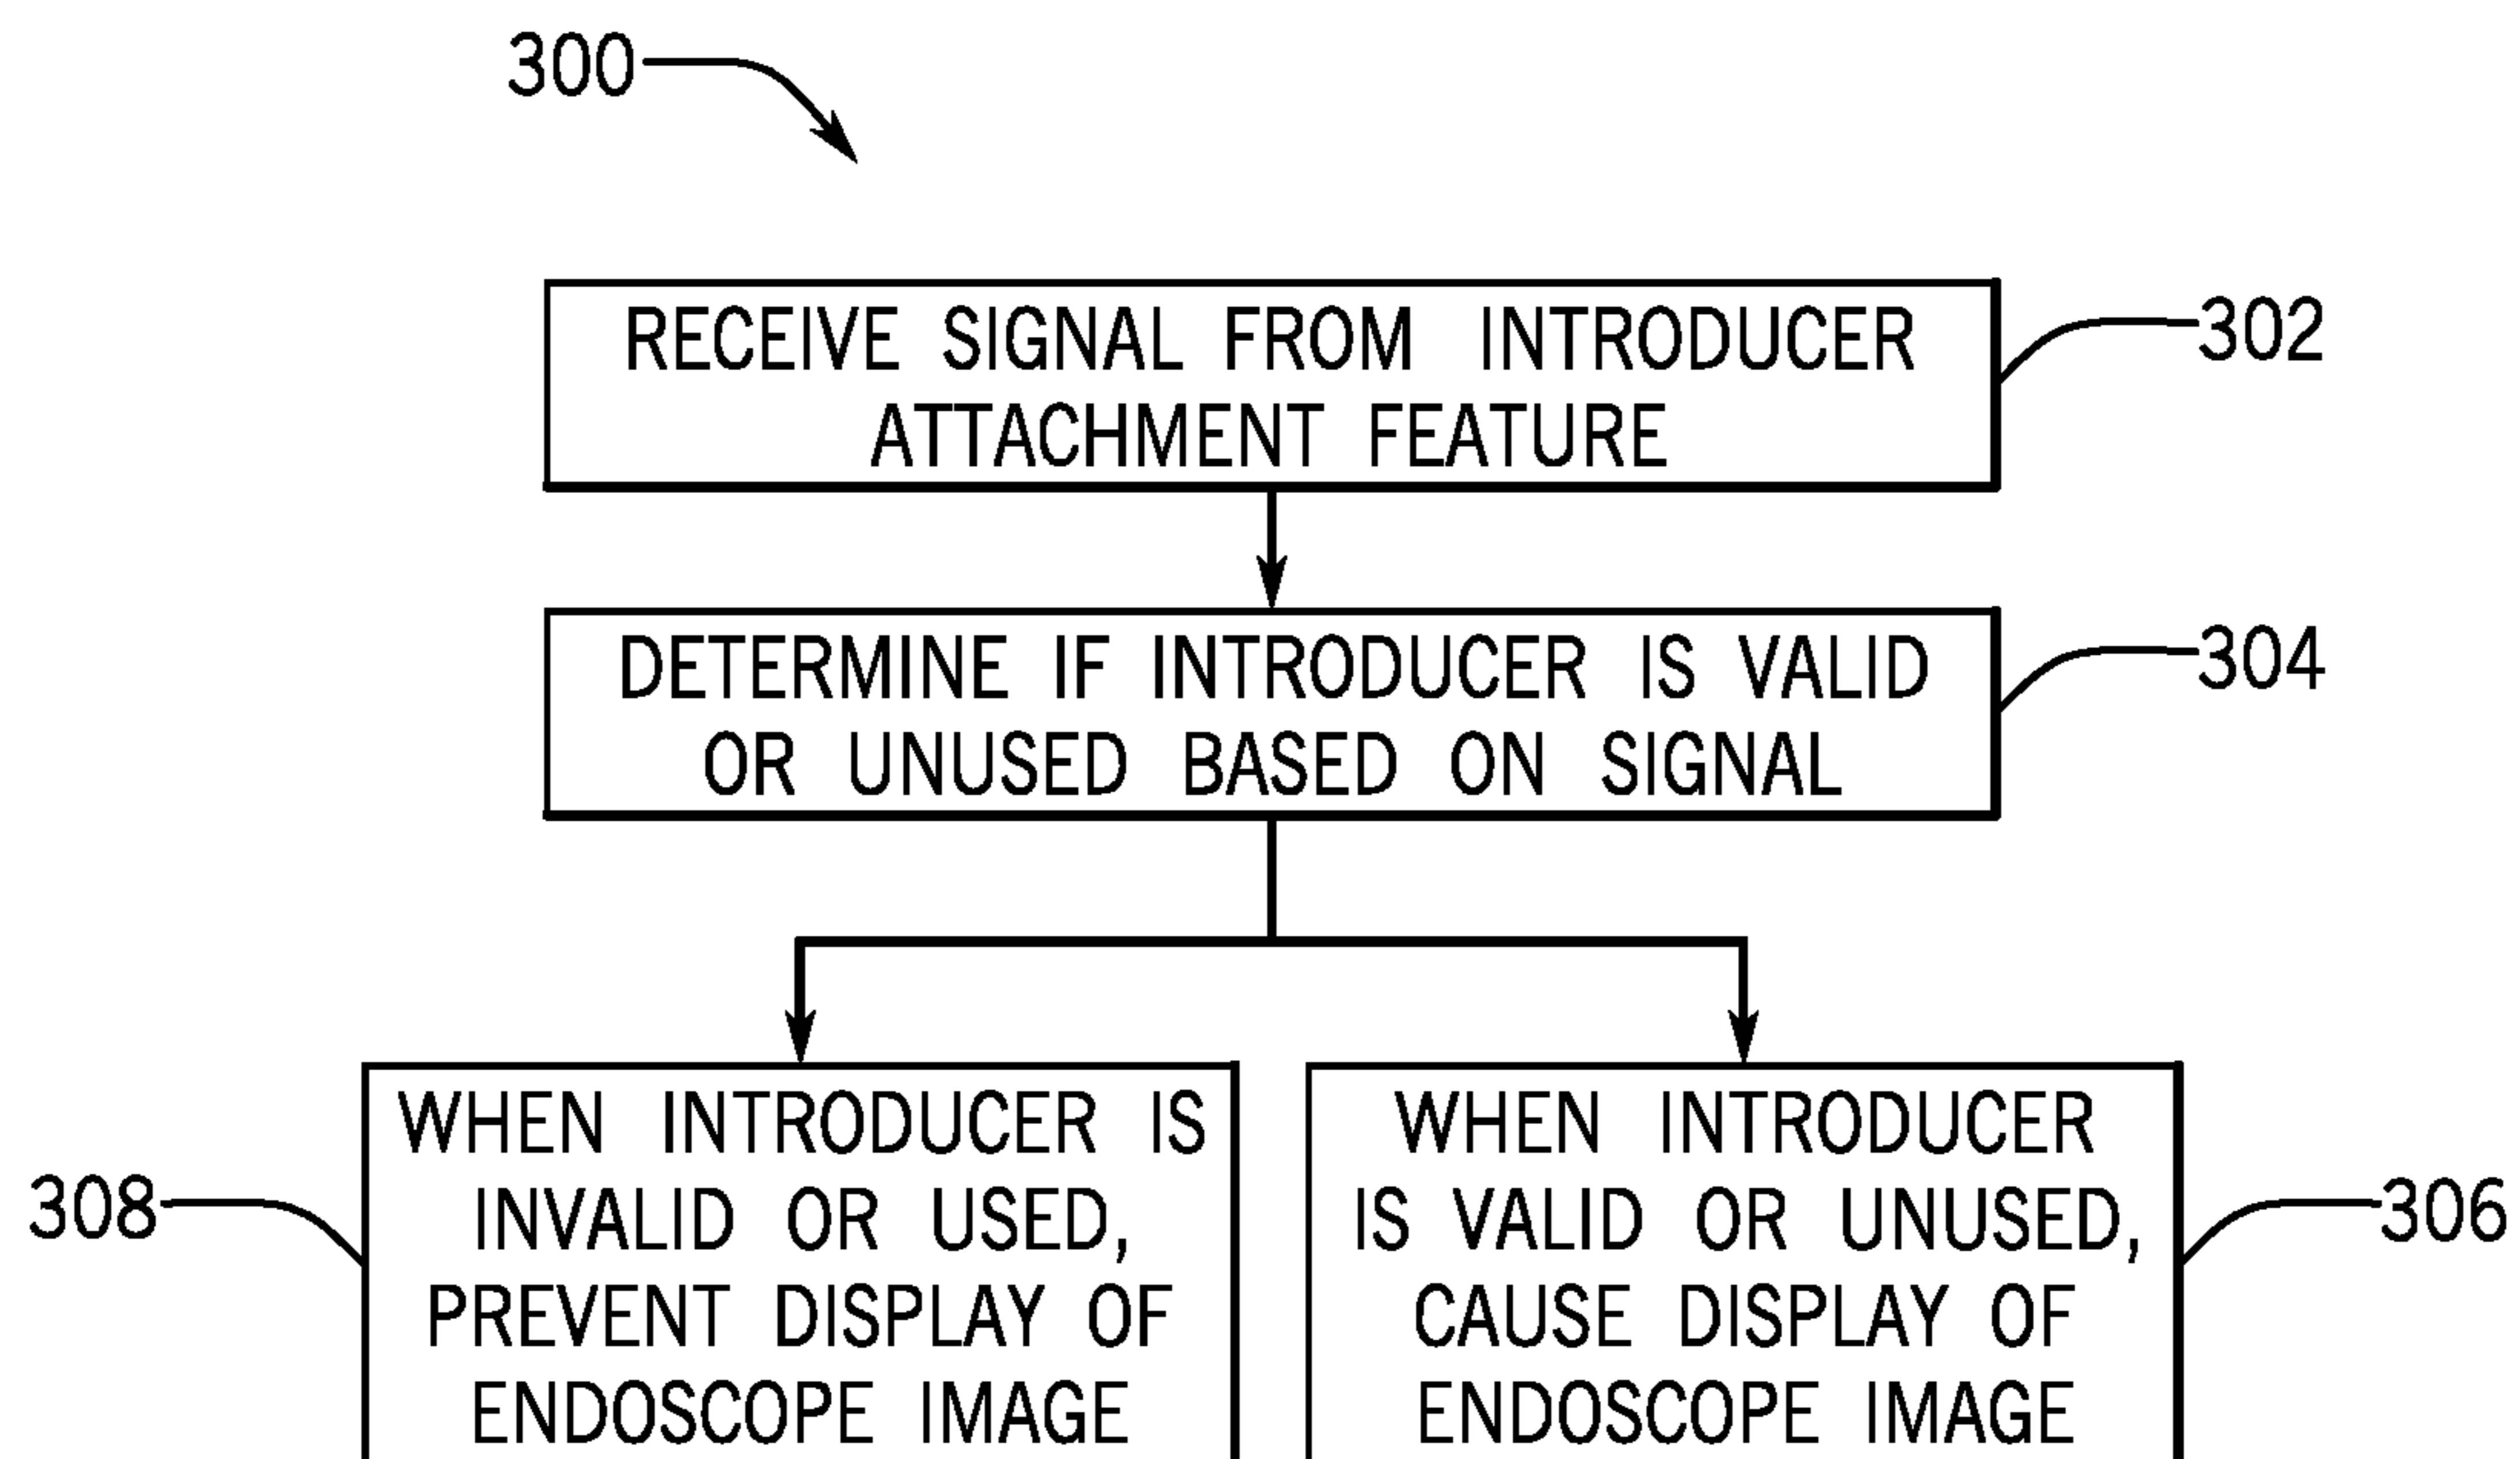 300
RECEIVE SIGNAL FROM INTRODUCER
ATTACHMENT FEATURE
302
DETERMINE IF INTRODUCER IS VALID
OR UNUSED BASED ON SIGNAL
304
WHEN INTRODUCER IS
INVALID OR USED,
PREVENT DISPLAY OF
ENDOSCOPE IMAGE
308
WHEN INTRODUCER
IS VALID OR UNUSED,
CAUSE DISPLAY OF
ENDOSCOPE IMAGE
306